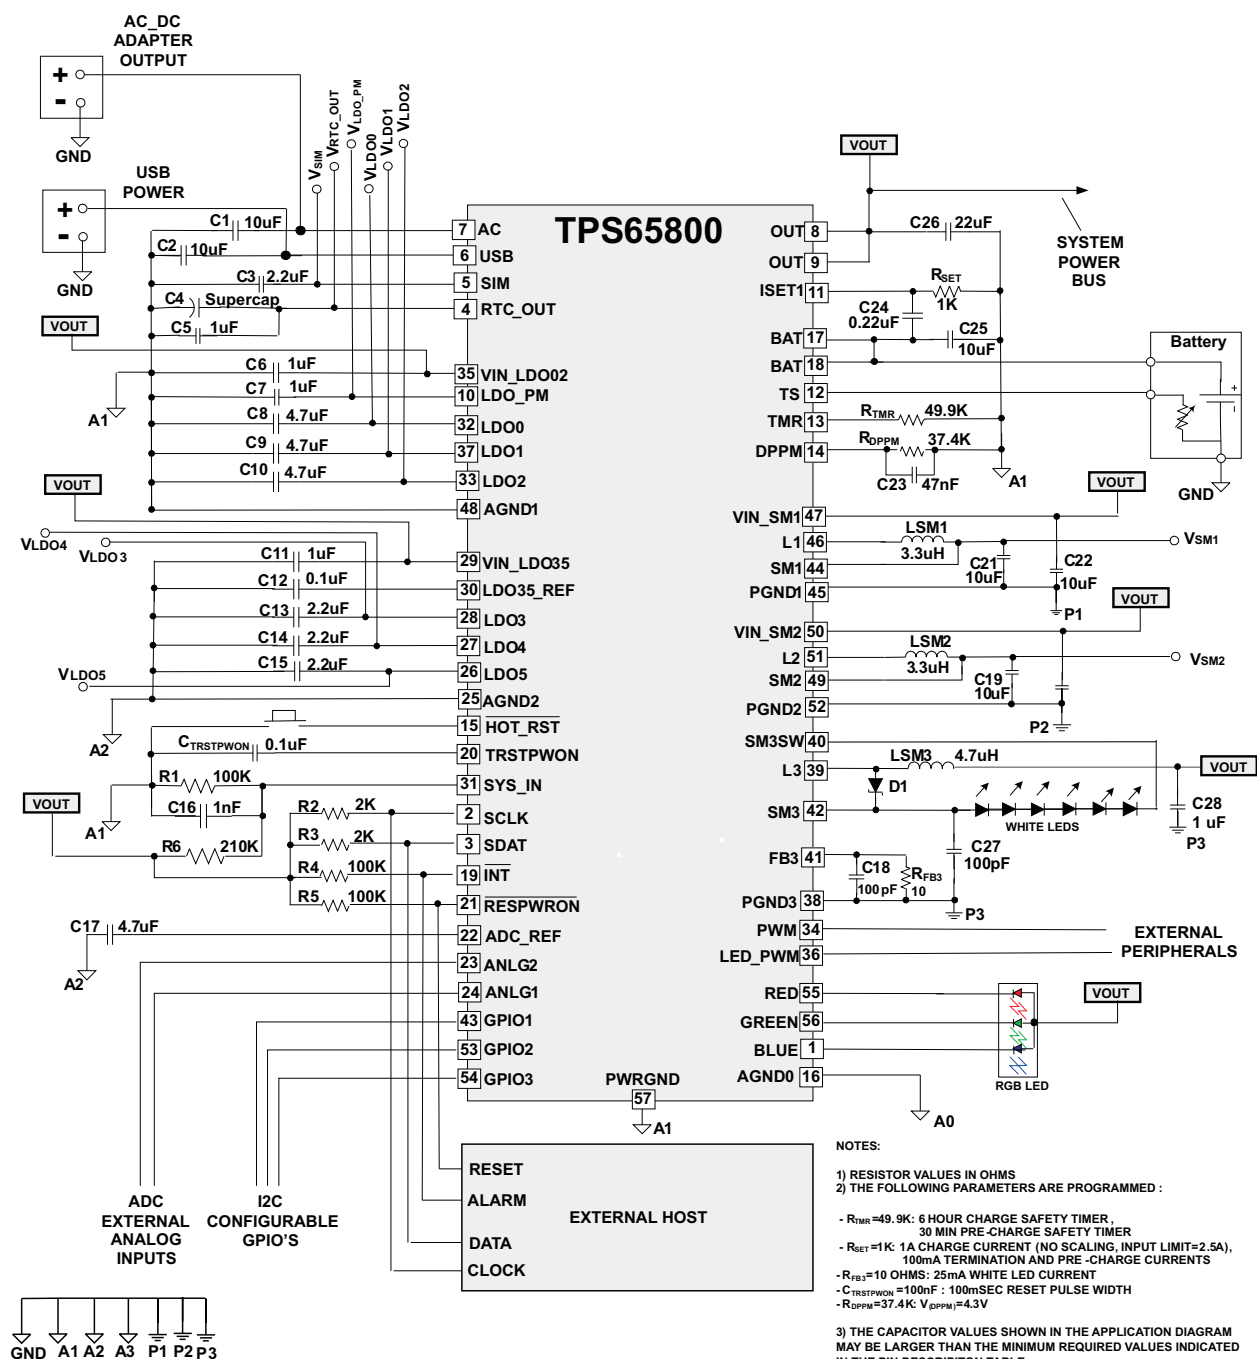 AC_DC
ADAPTER
OUTPUT
+
-
GND
USB
POWER
+
-
GND
VSIM
VRTC_OUT
VLDO_PM
VLDO0
VLDO1
VLDO2
TPS65800
C1 10uF
7 AC
C2 10uF
6 USB
C3 2.2uF
5 SIM
C4 Supercap
4 RTC_OUT
C5 1uF
VOUT
C6 1uF
35 VIN_LDO02
C7 1uF
10 LDO_PM
A1
C8 4.7uF
32 LDO0
C9 4.7uF
37 LDO1
C10 4.7uF
33 LDO2
VOUT
48 AGND1
VLDO4
VLDO3
C11 1uF
29 VIN_LDO35
C12 0.1uF
30 LDO35_REF
C13 2.2uF
28 LDO3
C14 2.2uF
27 LDO4
C15 2.2uF
26 LDO5
VLDO5
25 AGND2
A2
15 HOT_RST
CTRSTPWON 0.1uF
20 TRSTPWON
R1 100K
31 SYS_IN
VOUT
C16 1nF
A1
R2 2K
2 SCLK
R6 210K
R3 2K
3 SDAT
R4 100K
19 INT
R5 100K
21 RESPWRON
C17 4.7uF
22 ADC_REF
A2
23 ANLG2
24 ANLG1
43 GPIO1
53 GPIO2
54 GPIO3
PWRGND
57
A1
VOUT
OUT 8
C26 22uF
OUT 9
SYSTEM
POWER
BUS
ISET1 11
RSET
1K
C24
0.22uF
BAT 17
C25
10uF
BAT 18
Battery
+
-
TS 12
TMR 13
RTMR 49.9K
DPPM 14
RDPPM 37.4K
C23 47nF
A1
GND
VOUT
VIN_SM1 47
L1 46
LSM1
3.3uH
VSM1
SM1 44
C21
10uF
C22
10uF
PGND1 45
P1
VOUT
VIN_SM2 50
L2 51
LSM2
3.3uH
VSM2
SM2 49
C19
10uF
PGND2 52
P2
SM3SW 40
L3 39
LSM3 4.7uH
VOUT
D1
SM3 42
WHITE LEDS
C28
1 uF
P3
C27
100pF
FB3 41
C18
100pF
RFB3
10
PGND3 38
P3
PWM 34
LED_PWM 36
EXTERNAL
PERIPHERALS
RED 55
VOUT
GREEN 56
BLUE 1
RGB LED
AGND0 16
A0
RESET
ALARM
DATA
CLOCK
EXTERNAL HOST
ADC
EXTERNAL
ANALOG
INPUTS
I2C
CONFIGURABLE
GPIO'S
GND A1 A2 A3 P1 P2 P3
NOTES:
1) RESISTOR VALUES IN OHMS
2) THE FOLLOWING PARAMETERS ARE PROGRAMMED :
- RTMR=49.9K: 6 HOUR CHARGE SAFETY TIMER ,
30 MIN PRE-CHARGE SAFETY TIMER
- RSET=1K: 1A CHARGE CURRENT (NO SCALING, INPUT LIMIT=2.5A),
100mA TERMINATION AND PRE -CHARGE CURRENTS
- RFB3=10 OHMS: 25mA WHITE LED CURRENT
- CTRSTPWON =100nF : 100mSEC RESET PULSE WIDTH
- RDPPM=37.4K: V(DPPM)=4.3V
3) THE CAPACITOR VALUES SHOWN IN THE APPLICATION DIAGRAM
MAY BE LARGER THAN THE MINIMUM REQUIRED VALUES INDICATED